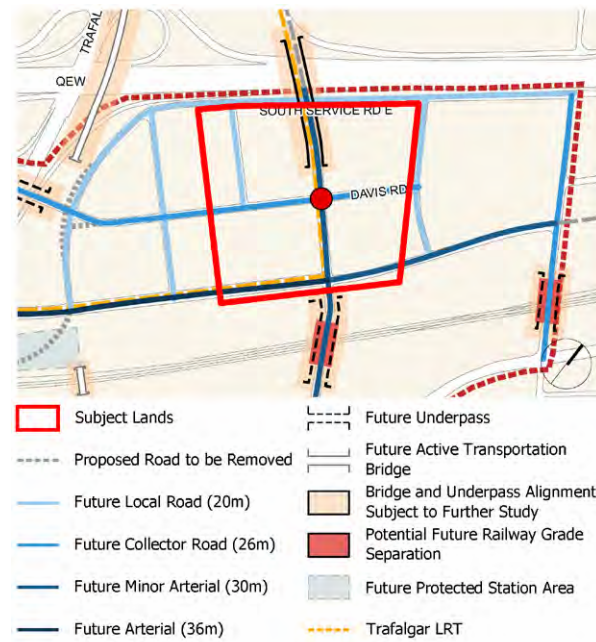 TRAFAL
QEW
SOUTH SERVICE RD E
DAVIS RD
Subject Lands
Proposed Road to be Removed
Future Local Road (20m)
Future Collector Road (26m)
Future Minor Arterial (30m)
Future Arterial (36m)
Future Underpass
Future Active Transportation
Bridge
Bridge and Underpass Alignment
Subject to Further Study
Potential Future Railway Grade
Separation
Future Protected Station Area
Trafalgar LRT